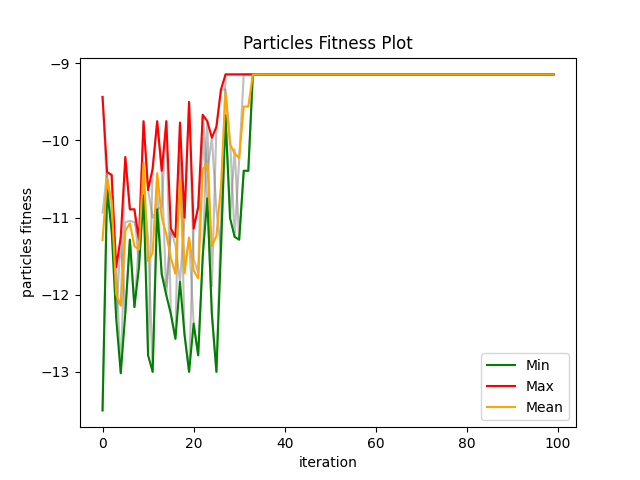 Particles Fitness Plot
particles fitness
−9
−10
−11
−12
−13
0 20 40 60 80 100
iteration
Min
Max
Mean